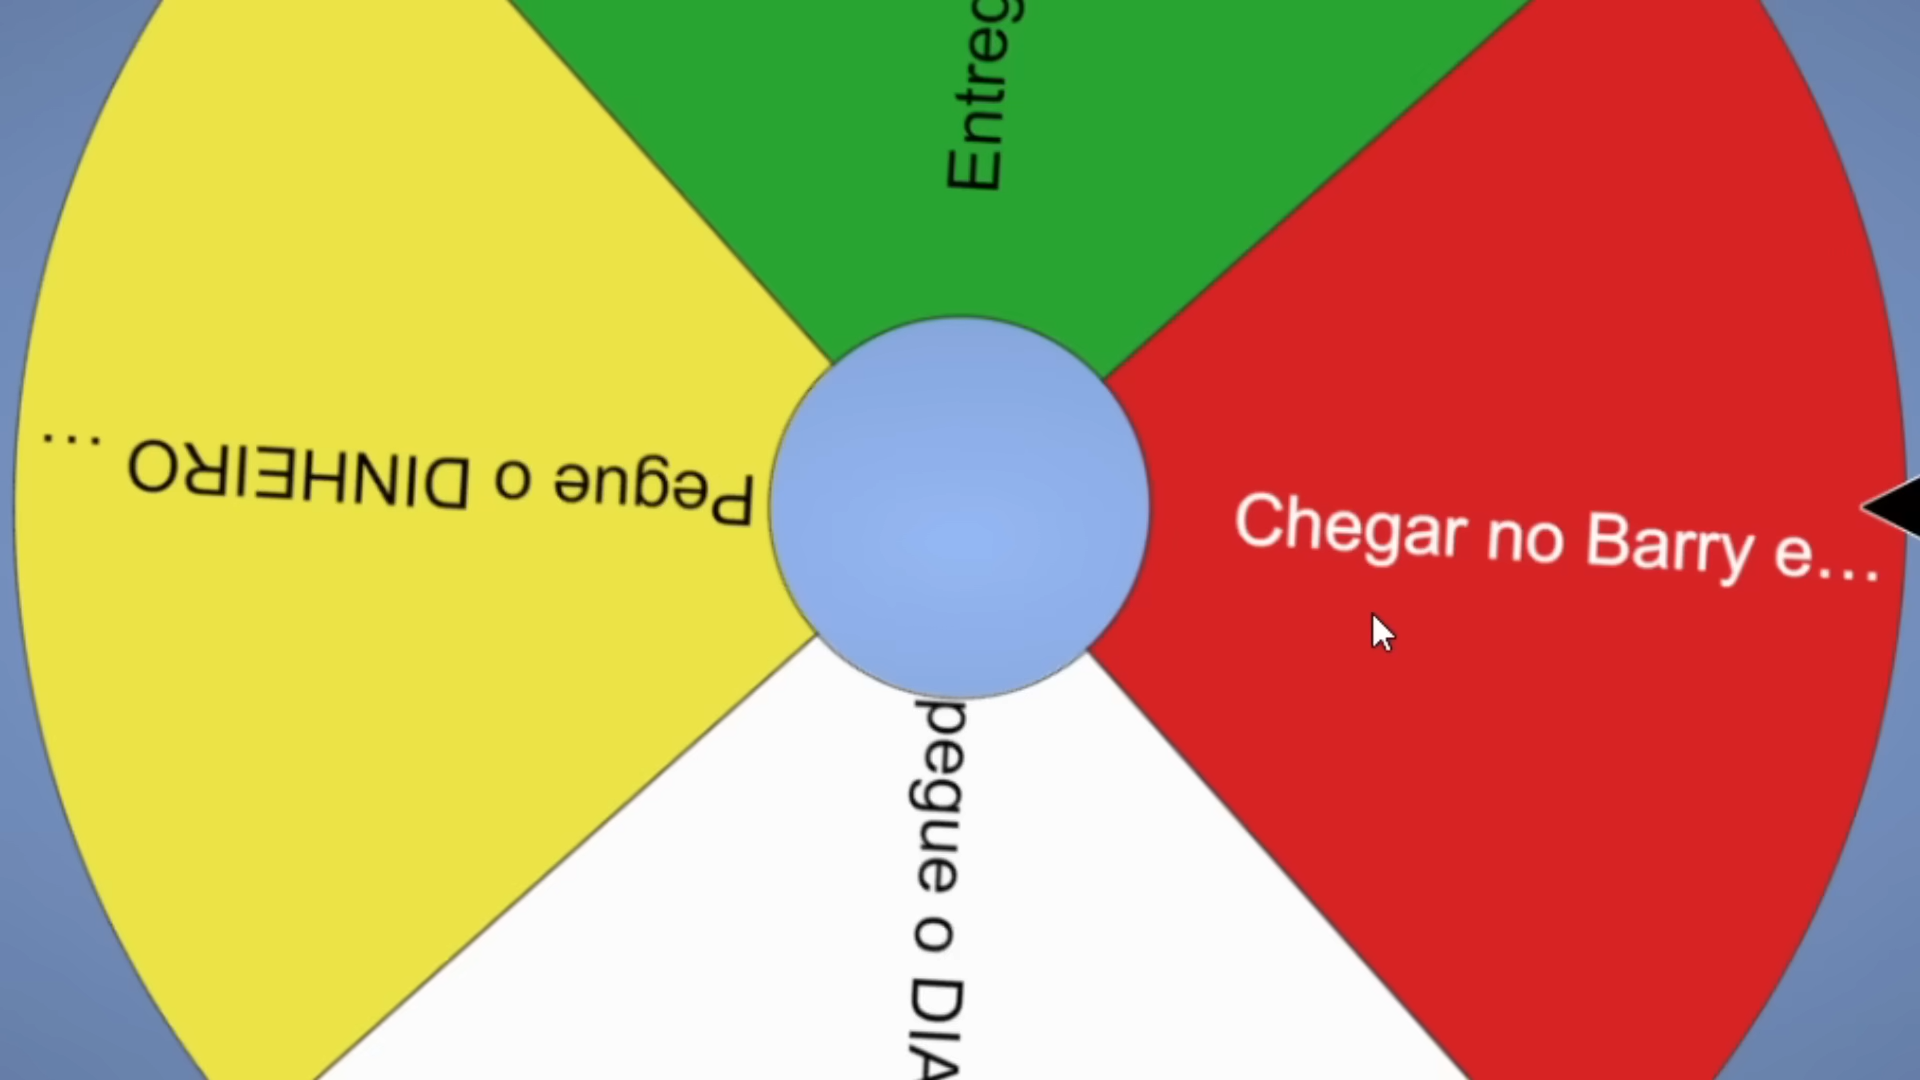 Entreg
Pegue o DINHEIRO ...
Chegar no Barry e...
pegue o DIA